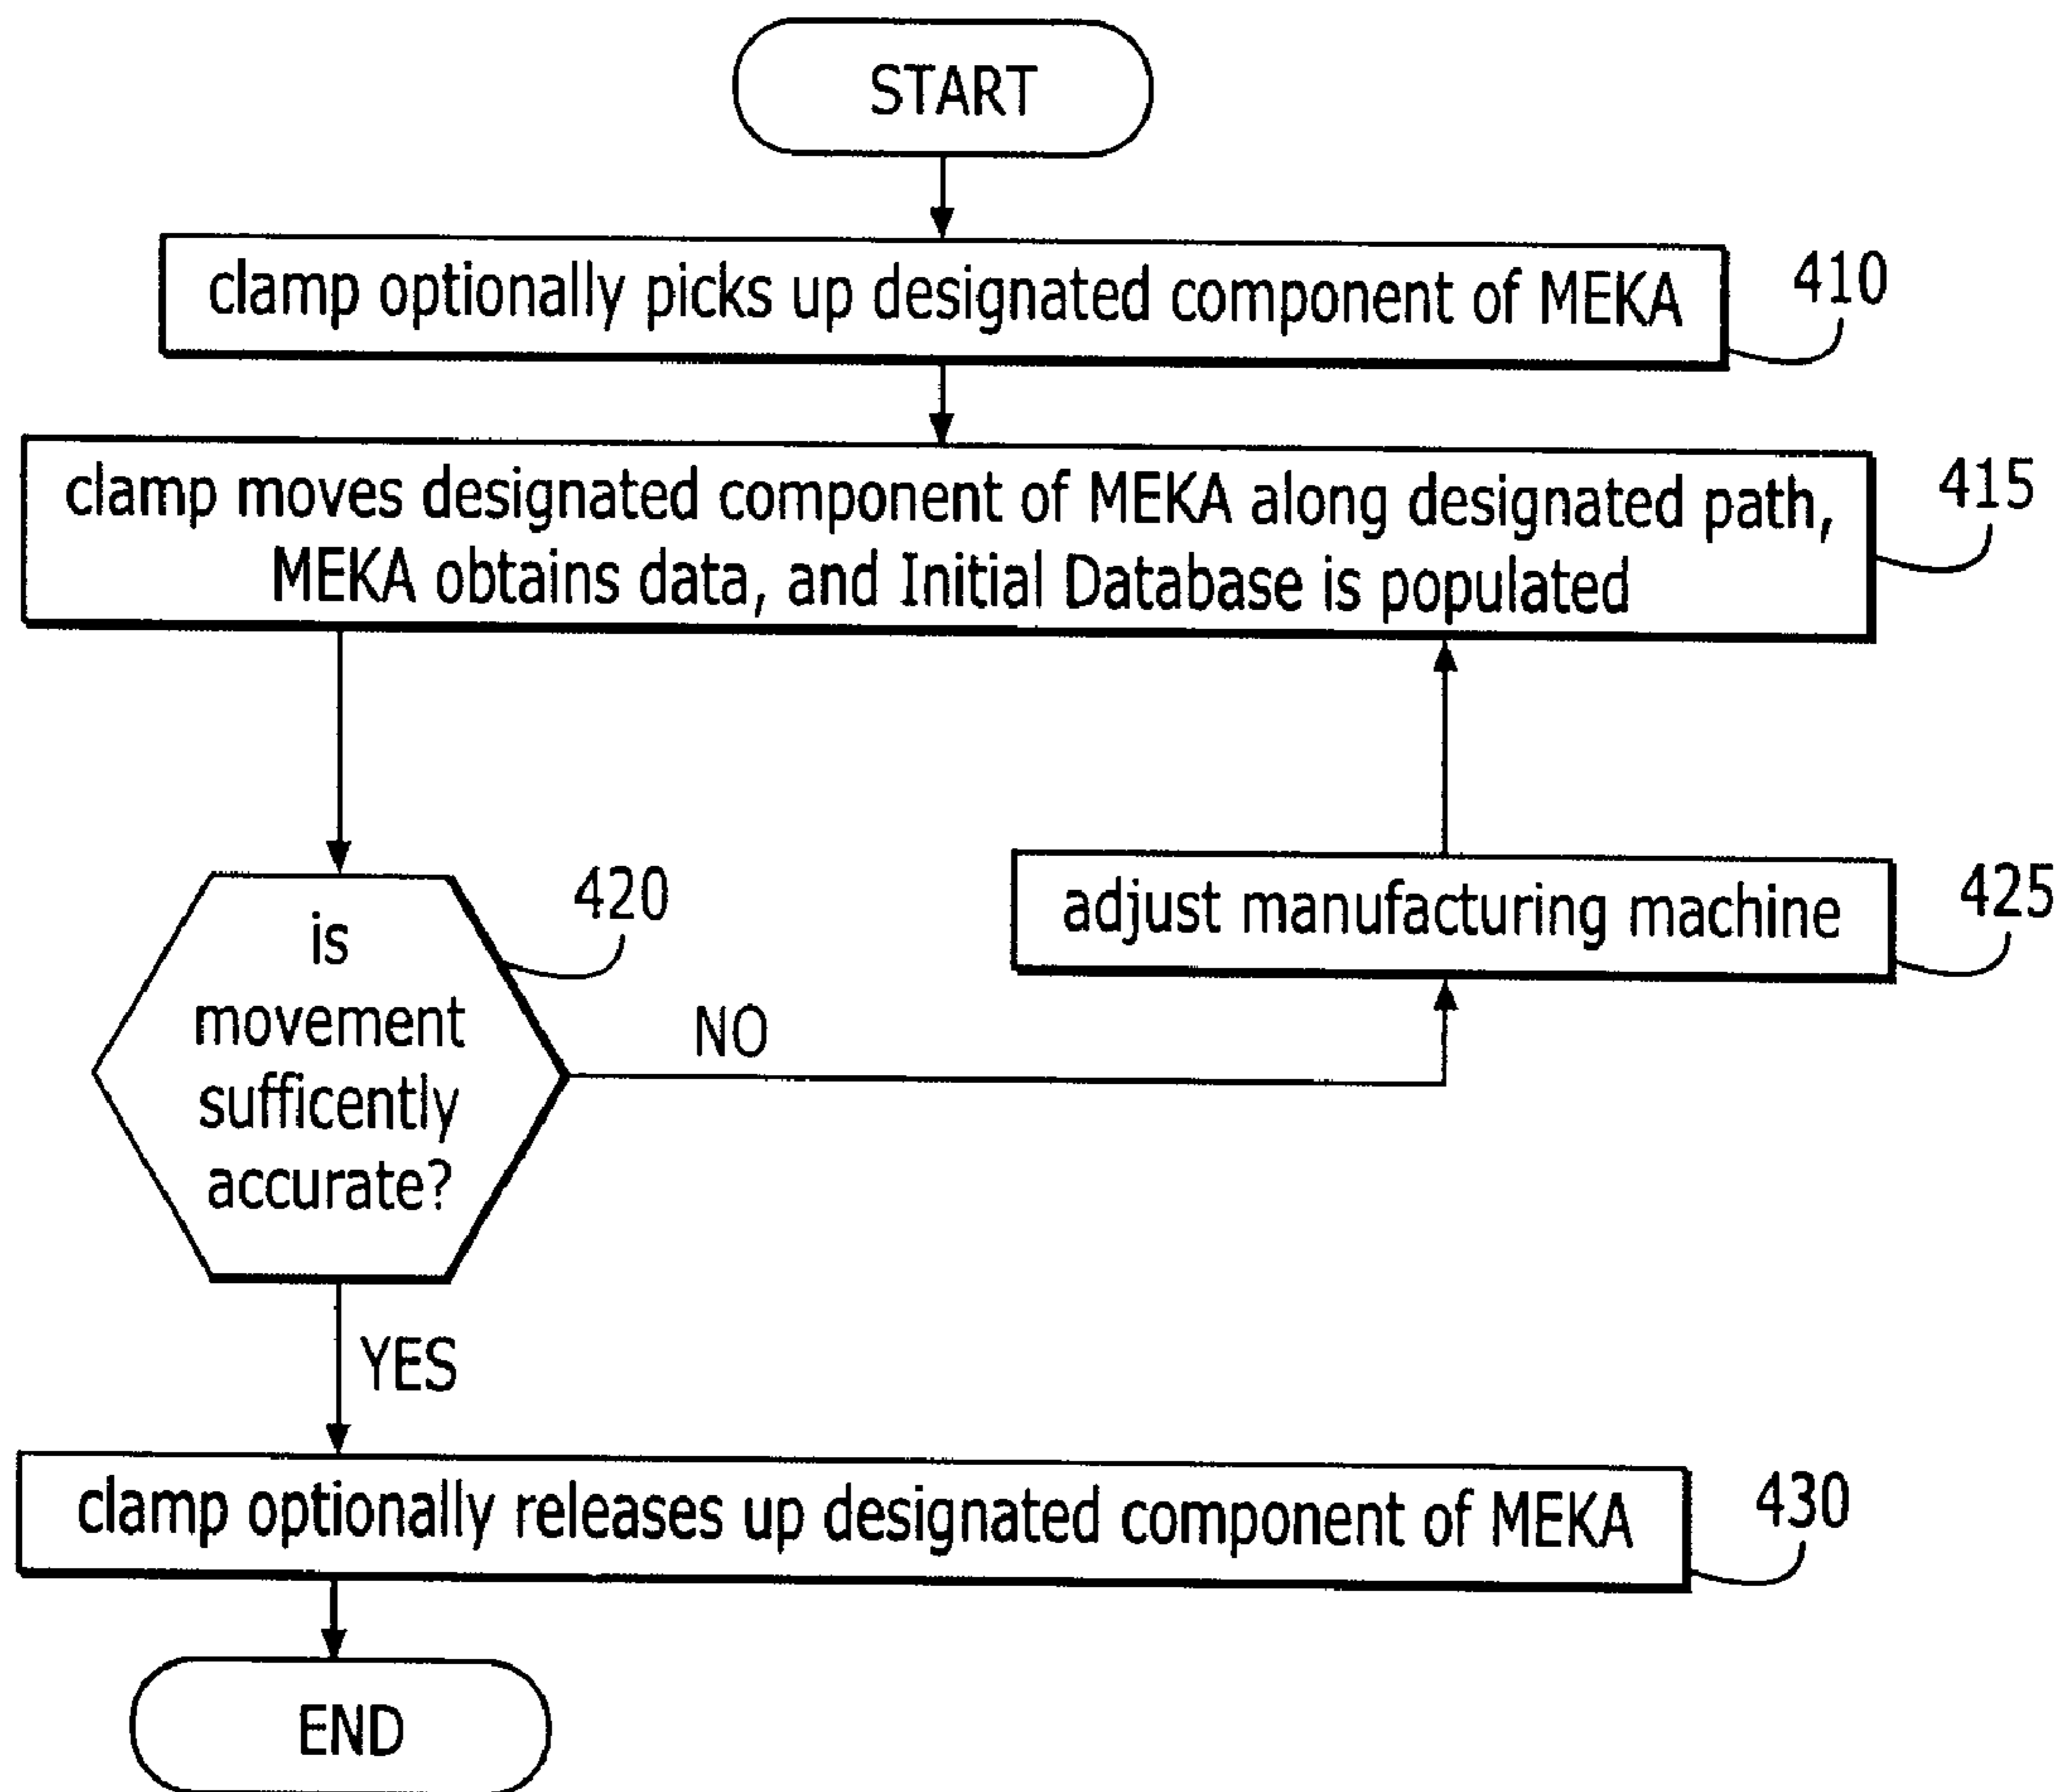 START
clamp optionally picks up designated component of MEKA
410
clamp moves designated component of MEKA along designated path,
MEKA obtains data, and Initial Database is populated
415
is
movement
sufficently
accurate?
420
NO
adjust manufacturing machine
425
YES
clamp optionally releases up designated component of MEKA
430
END